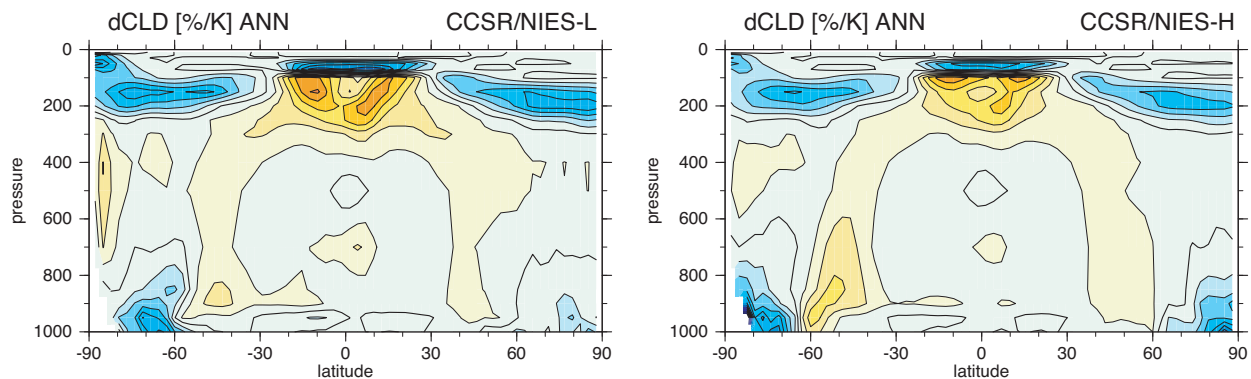 dCLD [%/K] ANN CCSR/NIES-L
0
200
400
600
800
1000
pressure
-90 -60 -30 0 30 60 90
latitude
dCLD [%/K] ANN CCSR/NIES-H
0
200
400
600
800
1000
pressure
-90 -60 -30 0 30 60 90
latitude